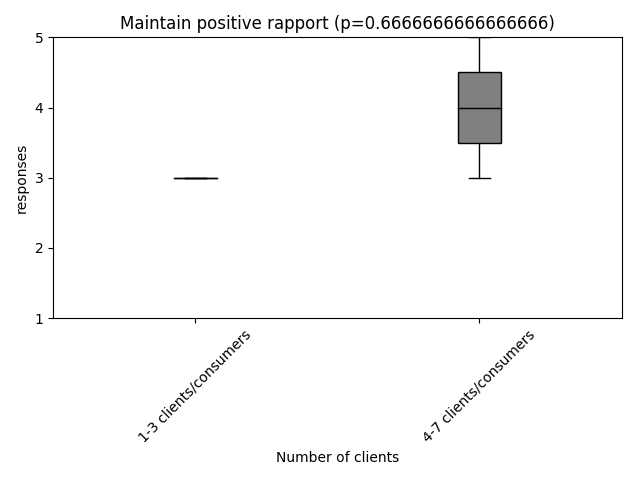 Maintain positive rapport (p=0.6666666666666666)
5
4
3
2
1
responses
1-3 clients/consumers
4-7 clients/consumers
Number of clients